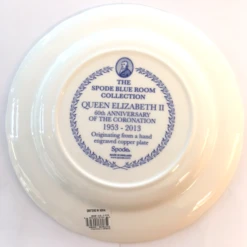 THE
SPODE BLUE ROOM
COLLECTION
QUEEN ELIZABETH II
60th ANNIVERSARY
OF THE CORONATION
1953 - 2013
Originating from a hand
engraved copper plate
Spode